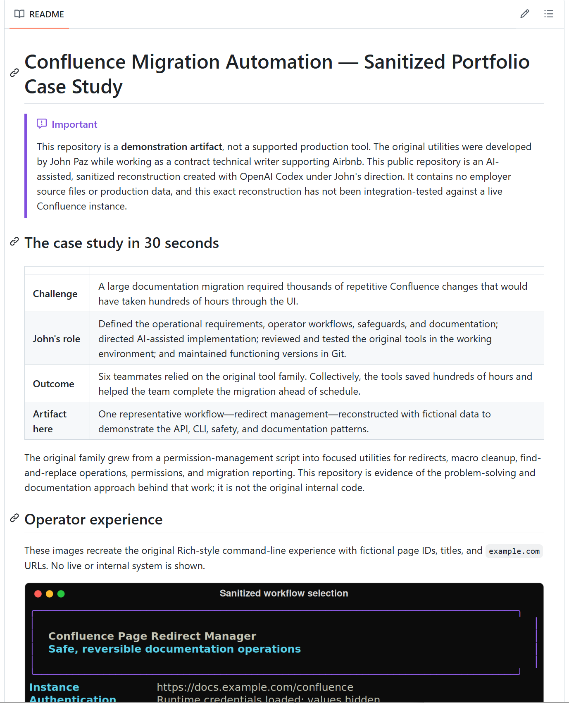 README
Confluence Migration Automation — Sanitized Portfolio
Case Study
Important
This repository is a demonstration artifact, not a supported production tool. The original utilities were developed
by John Paz while working as a contract technical writer supporting Airbnb. This public repository is an AI-
assisted, sanitized reconstruction created with OpenAI Codex under John's direction. It contains no employer
source files or production data, and this exact reconstruction has not been integration-tested against a live
Confluence instance.
The case study in 30 seconds
Challenge
A large documentation migration required thousands of repetitive Confluence changes that would
have taken hundreds of hours through the UI.
John's role
Defined the operational requirements, operator workflows, safeguards, and documentation;
directed AI-assisted implementation; reviewed and tested the original tools in the working
environment; and maintained functioning versions in Git.
Outcome
Six teammates relied on the original tool family. Collectively, the tools saved hundreds of hours and
helped the team complete the migration ahead of schedule.
Artifact
here
One representative workflow—redirect management—reconstructed with fictional data to
demonstrate the API, CLI, safety, and documentation patterns.
The original family grew from a permission-management script into focused utilities for redirects, macro cleanup, find-
and-replace operations, permissions, and migration reporting. This repository is evidence of the problem-solving and
documentation approach behind that work; it is not the original internal code.
Operator experience
These images recreate the original Rich-style command-line experience with fictional page IDs, titles, and example.com
URLs. No live or internal system is shown.
Sanitized workflow selection
Confluence Page Redirect Manager
Safe, reversible documentation operations
Instance https://docs.example.com/confluence
Authentication Runtime credentials loaded; values hidden